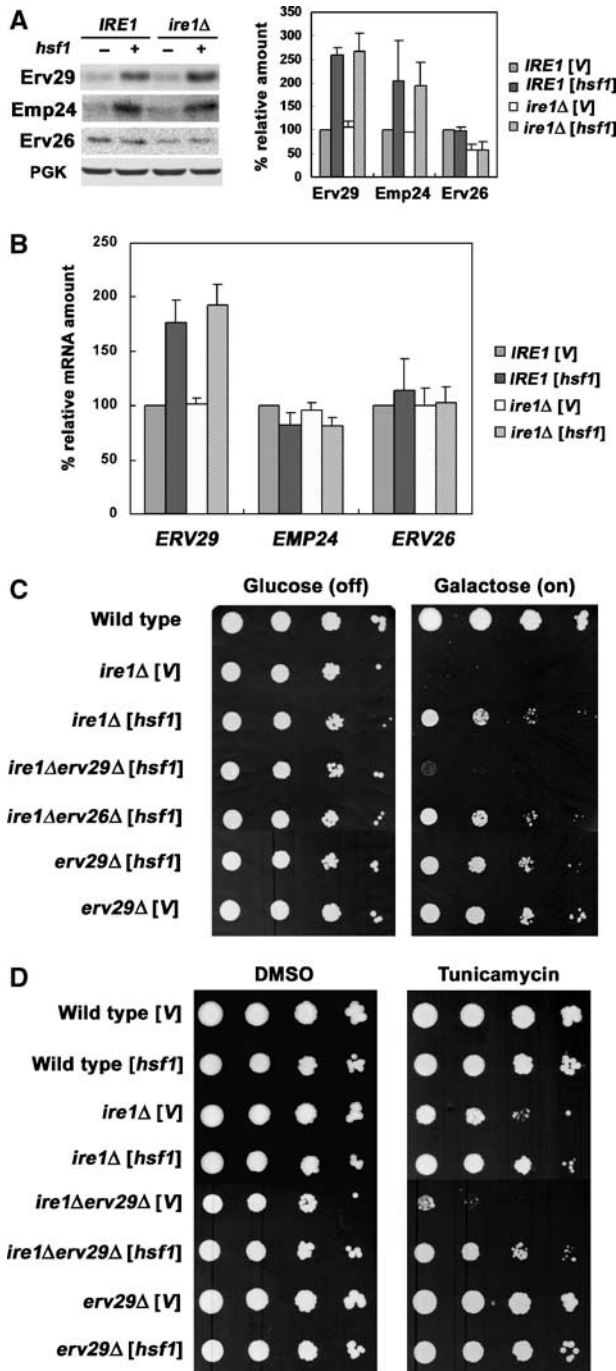 A
IRE1 ire1Δ
hsf1 – + – +
Erv29
Emp24
Erv26
PGK
% relative amount
350
300
250
200
150
100
50
0
Erv29 Emp24 Erv26
IRE1 [V]
IRE1 [hsf1]
ire1Δ [V]
ire1Δ [hsf1]
B
% relative mRNA amount
250
200
150
100
50
0
ERV29 EMP24 ERV26
IRE1 [V]
IRE1 [hsf1]
ire1Δ [V]
ire1Δ [hsf1]
C
Glucose (off) Galactose (on)
Wild type
ire1Δ [V]
ire1Δ [hsf1]
ire1Δerv29Δ [hsf1]
ire1Δerv26Δ [hsf1]
erv29Δ [hsf1]
erv29Δ [V]
D
DMSO Tunicamycin
Wild type [V]
Wild type [hsf1]
ire1Δ [V]
ire1Δ [hsf1]
ire1Δerv29Δ [V]
ire1Δerv29Δ [hsf1]
erv29Δ [V]
erv29Δ [hsf1]